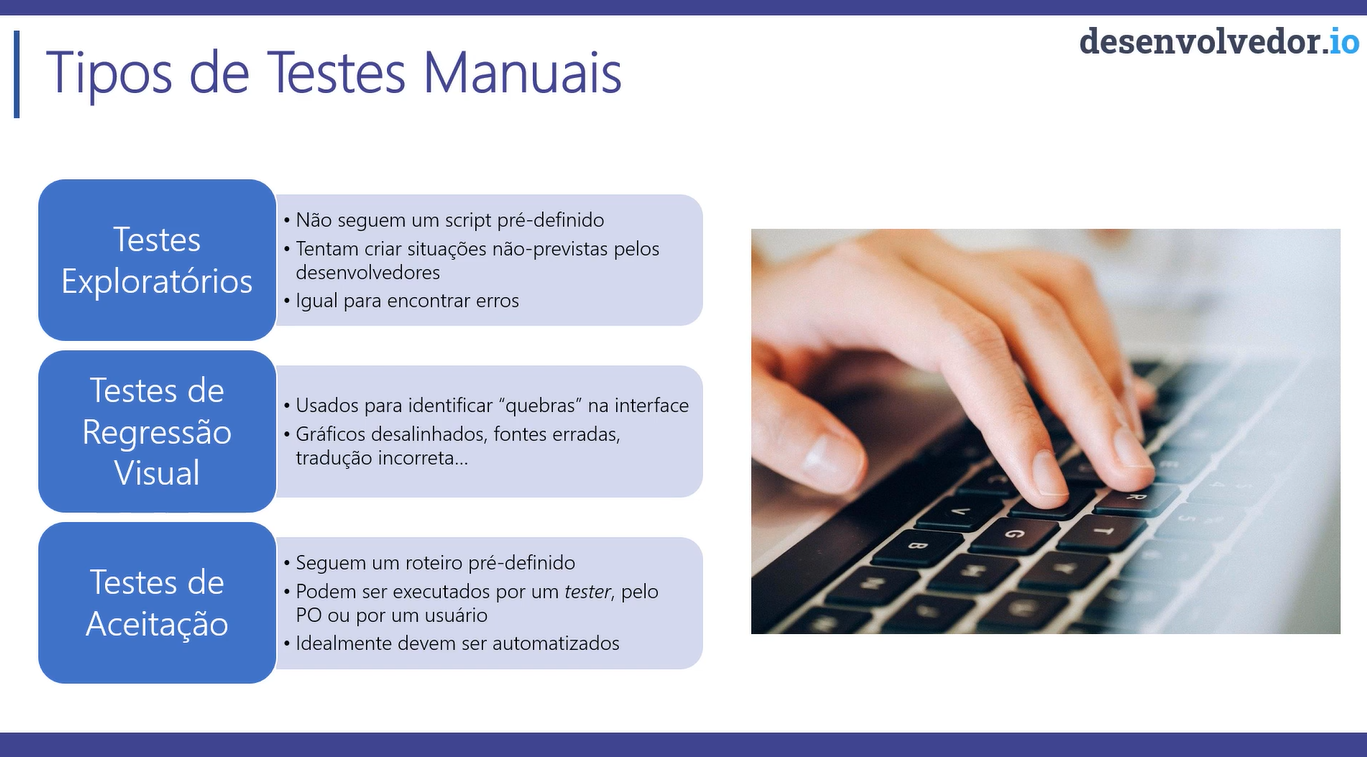 desenvolvedor.io
Tipos de Testes Manuais
Testes
Exploratórios
• Não seguem um script pré-definido
• Tentam criar situações não-previstas pelos
desenvolvedores
• Igual para encontrar erros
Testes de
Regressão
Visual
• Usados para identificar “quebras” na interface
• Gráficos desalinhados, fontes erradas,
tradução incorreta...
Testes de
Aceitação
• Seguem um roteiro pré-definido
• Podem ser executados por um tester, pelo
PO ou por um usuário
• Idealmente devem ser automatizados
R
T
G
V
B